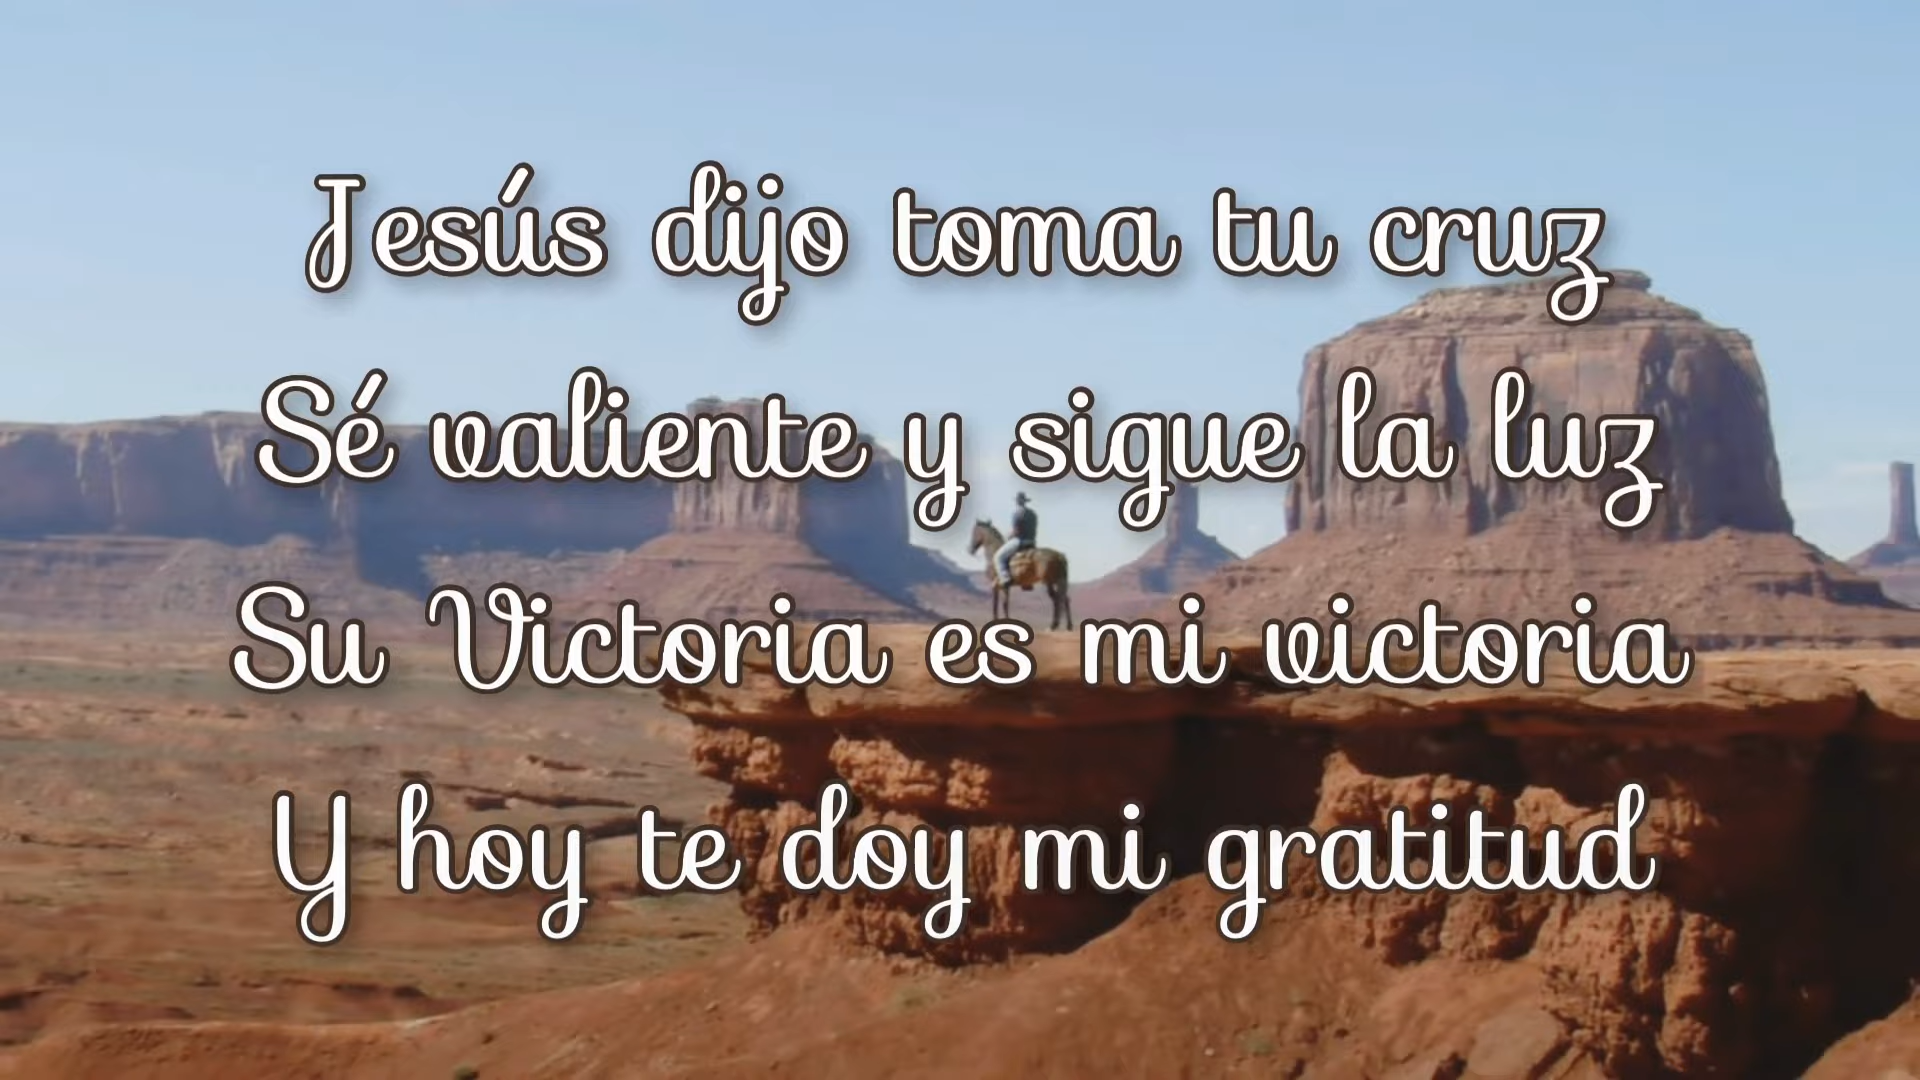 Jesús dijo toma tu cruz
Sé valiente y sigue la luz
Su Victoria es mi victoria
Y hoy te doy mi gratitud